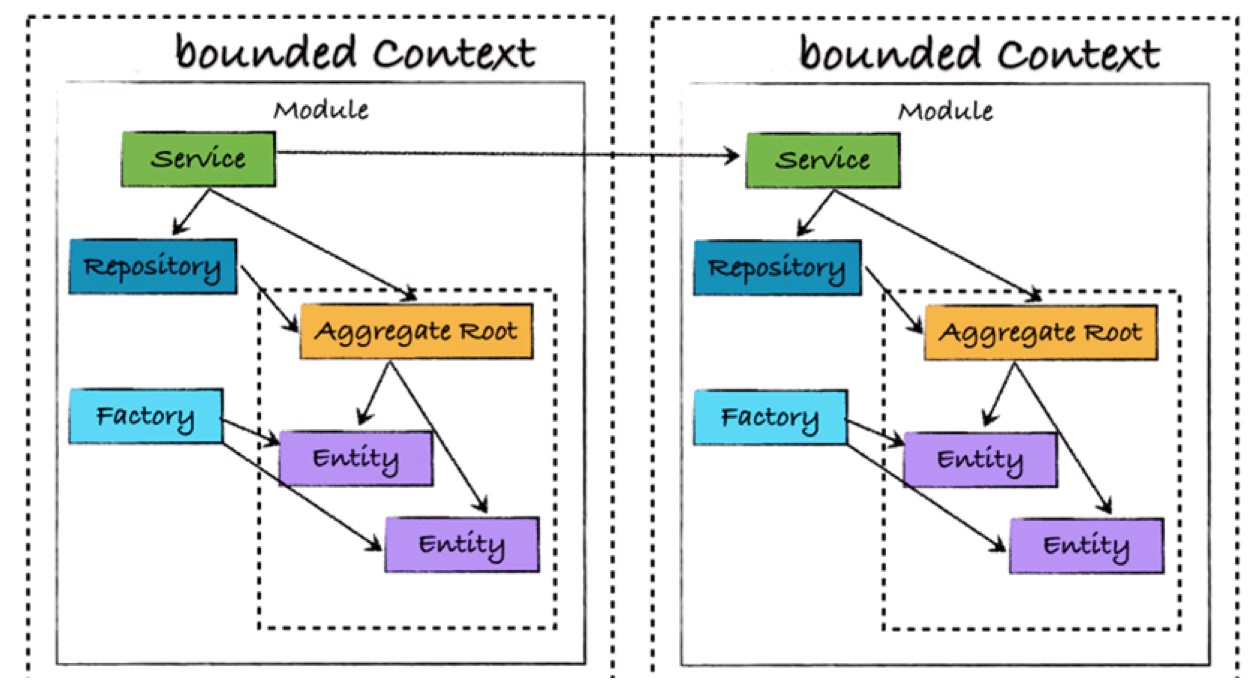 bounded Context
Module
Service
Repository
Aggregate Root
Factory
Entity
Entity
bounded Context
Module
Service
Repository
Aggregate Root
Factory
Entity
Entity